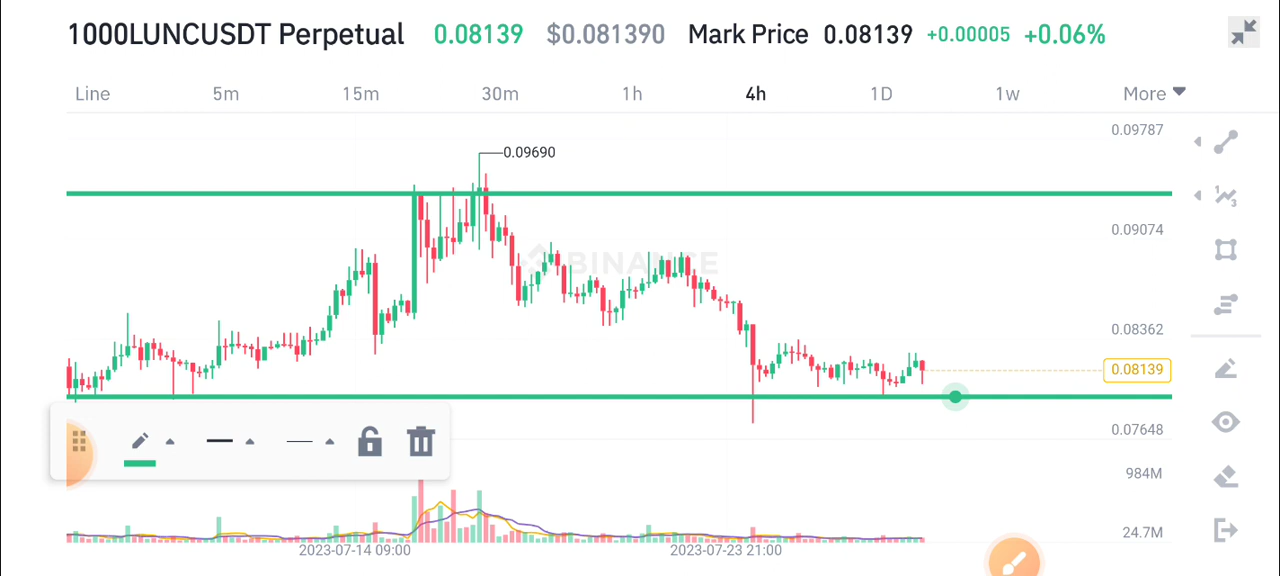 1000LUNCUSDT Perpetual 0.08139 $0.081390 Mark Price 0.08139 +0.00005 +0.06%
Line 5m 15m 30m 1h 4h 1D 1w More
0.09787
0.09690
0.09074
BINANCE
0.08362
0.08139
0.07648
984M
24.7M
2023-07-14 09:00 2023-07-23 21:00